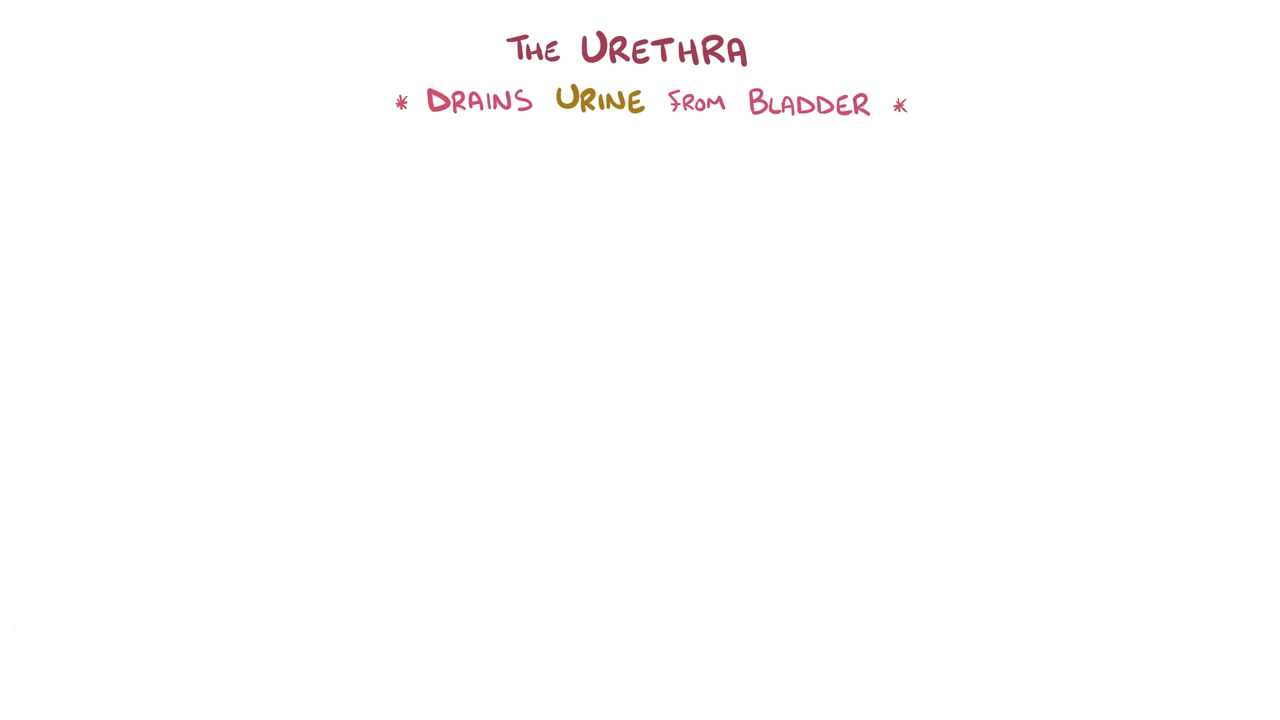 THE URETHRA
* DRAINS URINE FROM BLADDER *